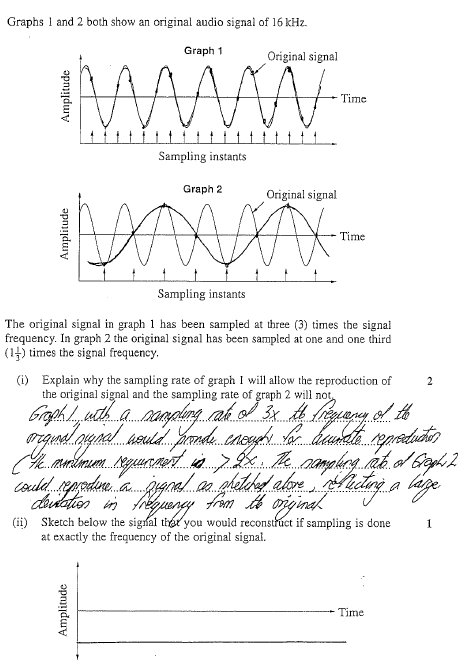 Graphs 1 and 2 both show an original audio signal of 16 kHz.
Graph 1
Original signal
Amplitude
Time
Sampling instants
Graph 2
Original signal
Amplitude
Time
Sampling instants
The original signal in graph 1 has been sampled at three (3) times the signal
frequency. In graph 2 the original signal has been sampled at one and one third
(1⅓) times the signal frequency.
(i) Explain why the sampling rate of graph 1 will allow the reproduction of 2
the original signal and the sampling rate of graph 2 will not.
Graph 1, with a sampling rate of 3x the frequency of the
original signal would provide enough for accurate reproduction
(the minimum requirement is > 2x. The sampling rate of Graph 2
could reproduce a signal as sketched above, reflecting a large
deviation in frequency from the original.
(ii) Sketch below the signal that you would reconstruct if sampling is done 1
at exactly the frequency of the original signal.
Amplitude
Time